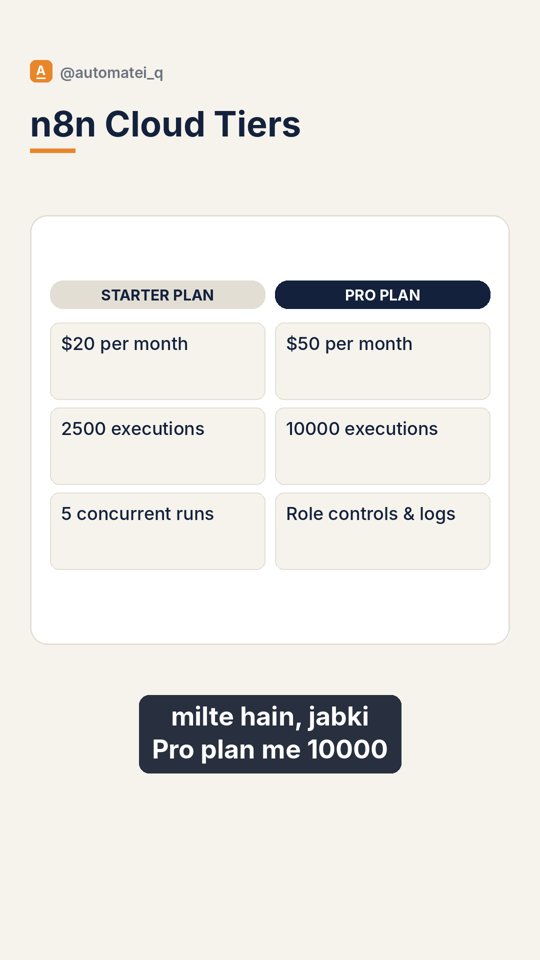 A
@automatei_q
n8n Cloud Tiers
STARTER PLAN
PRO PLAN
$20 per month
$50 per month
2500 executions
10000 executions
5 concurrent runs
Role controls & logs
milte hain, jabki
Pro plan me 10000